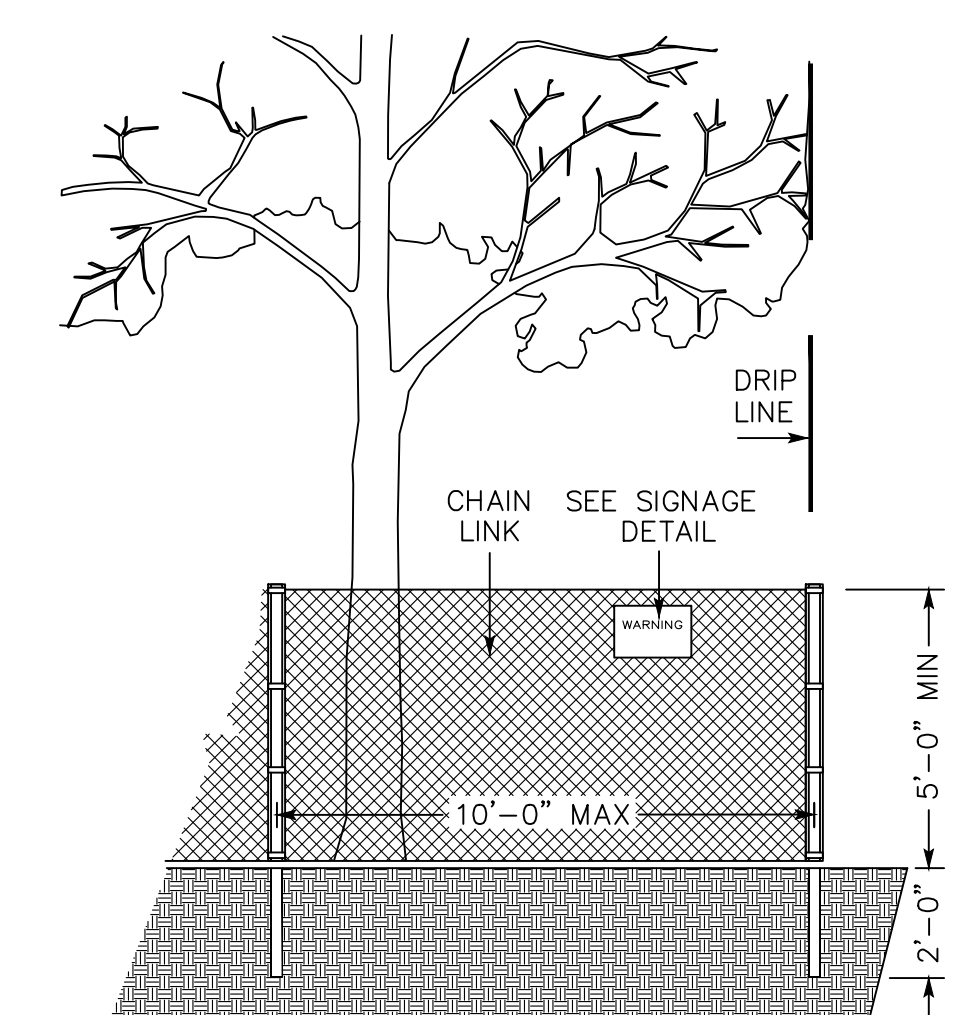 DRIP
LINE
CHAIN
LINK
SEE SIGNAGE
DETAIL
WARNING
5'-0" MIN
10'-0" MAX
2'-0"